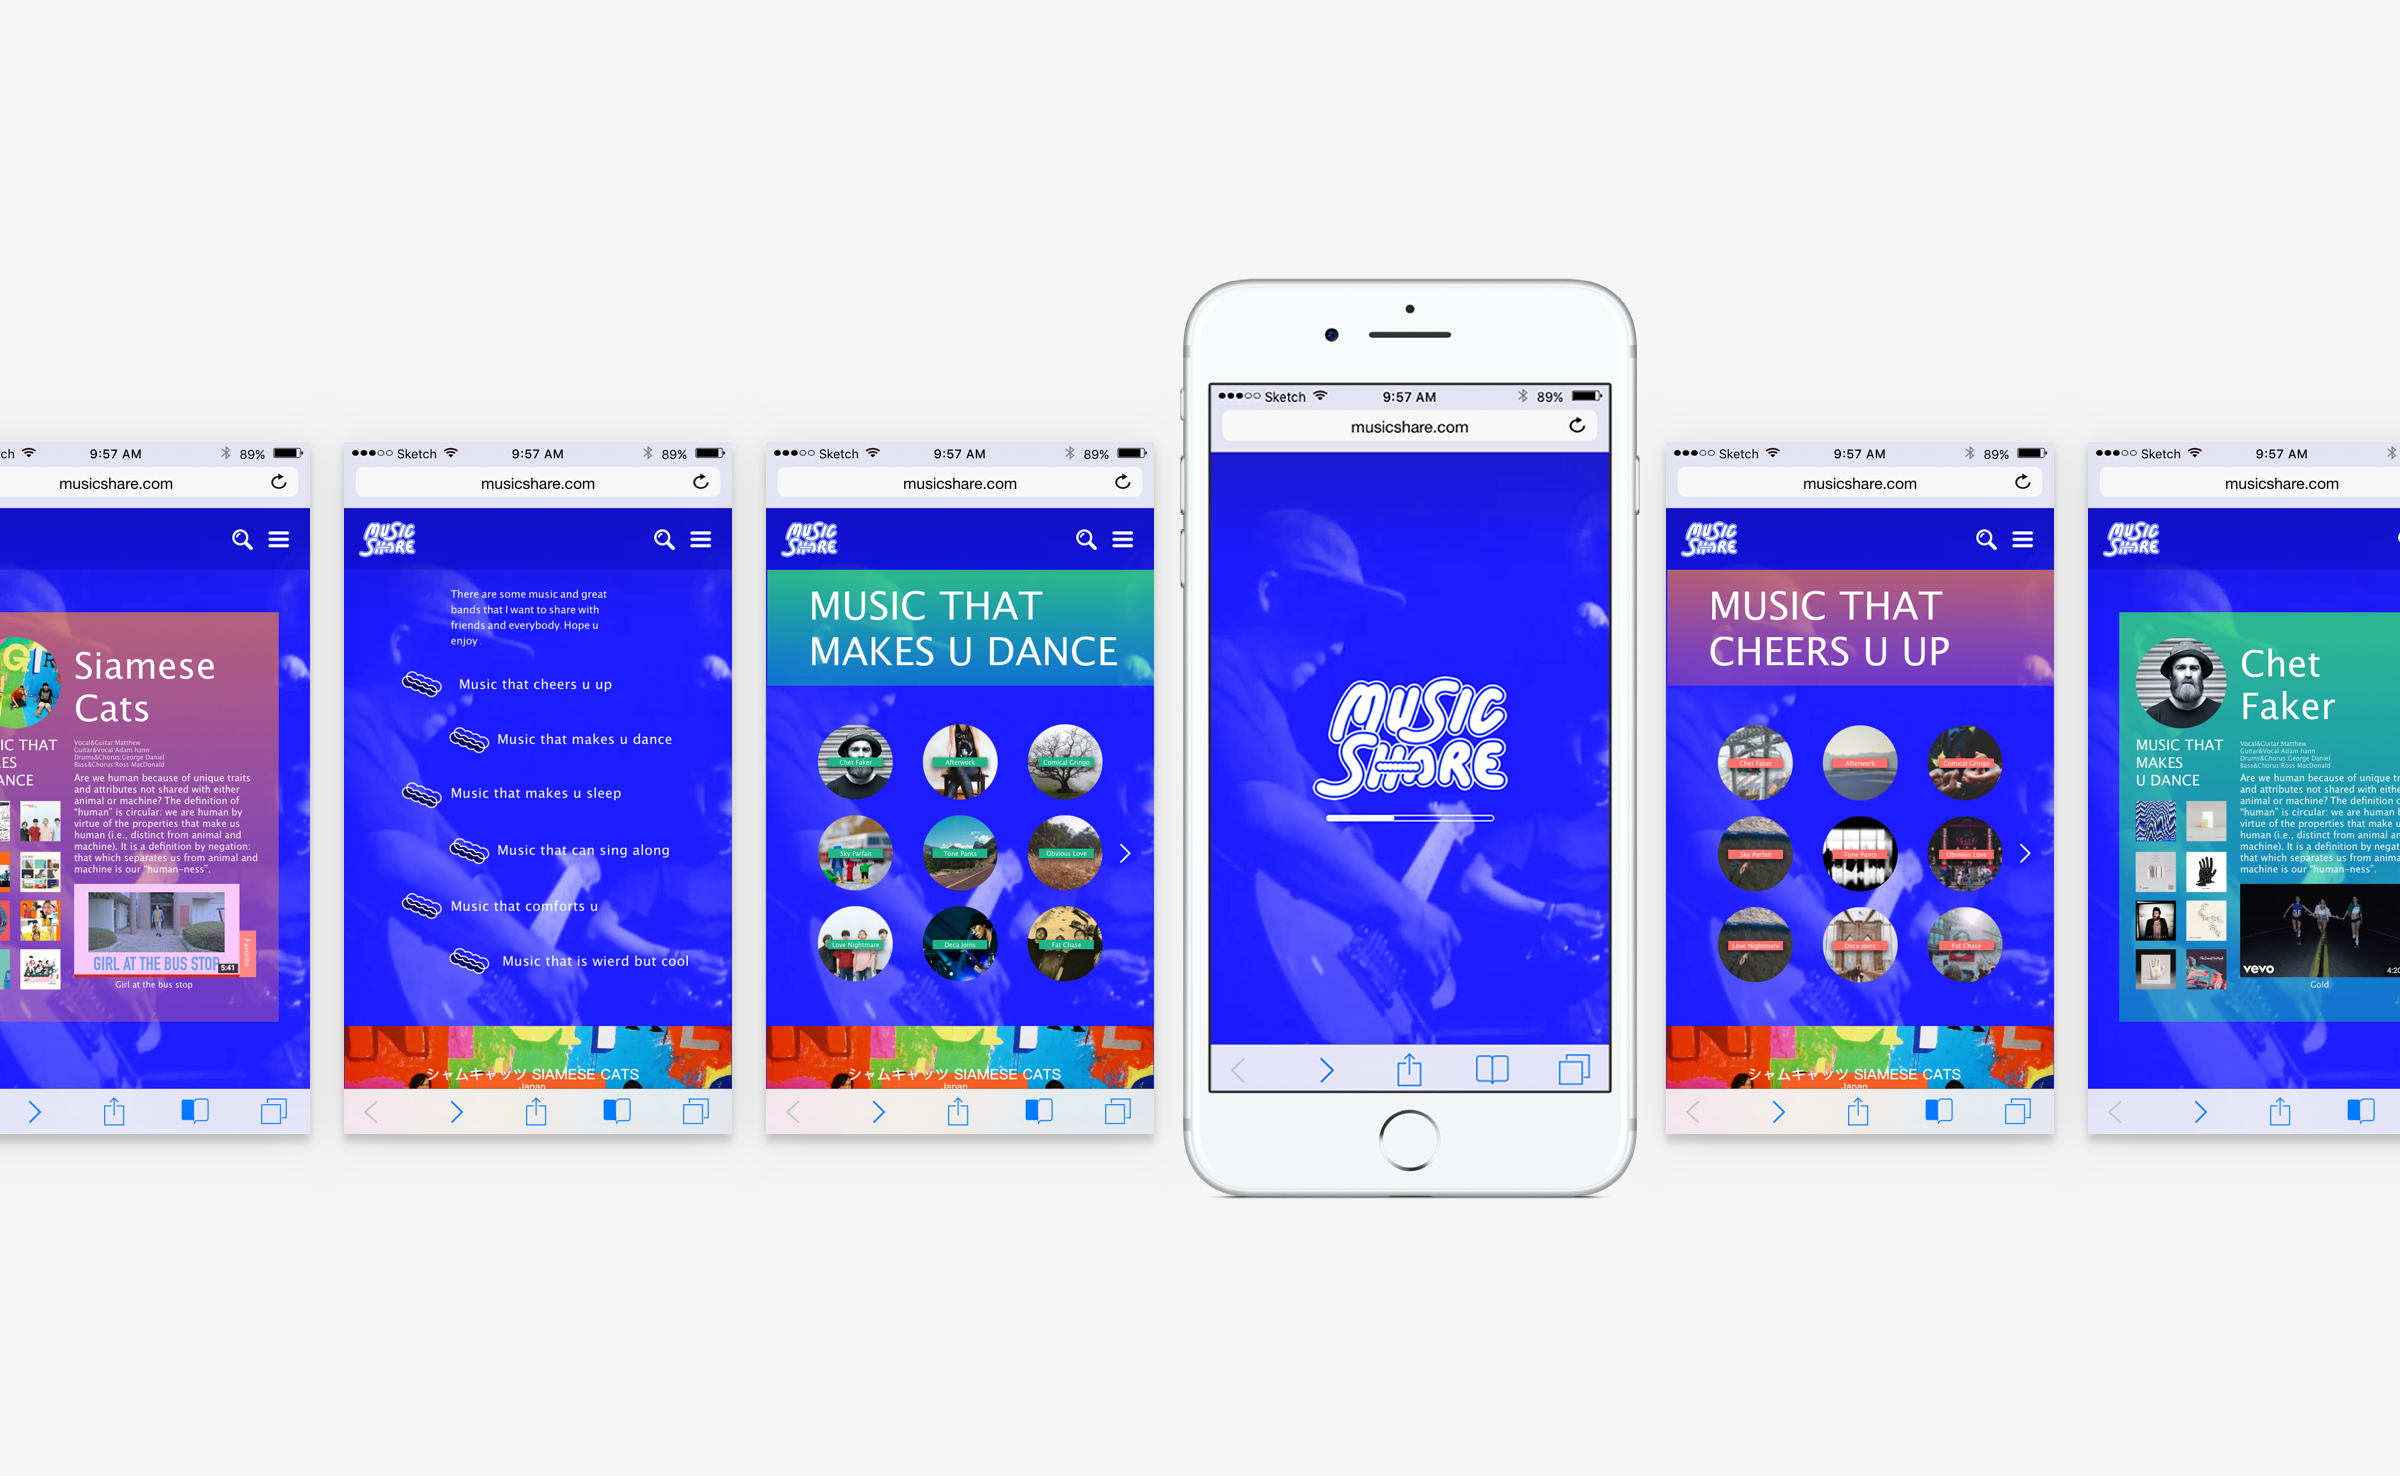 ch 9:57 AM 89%
musicshare.com
GIR
Siamese
Cats
IC THAT
ES
ANCE
Vocal&Guitar:Matthew
Guitar&Vocal:Adam hann
Drums&Chorus:George Daniel
Bass&Chorus:Ross MacDonald
Are we human because of unique traits
and attributes not shared with either
animal or machine? The definition of
“human” is circular: we are human by
virtue of the properties that make us
human (i.e., distinct from animal and
machine). It is a definition by negation:
that which separates us from animal and
machine is our “human-ness”.
GIRL AT THE BUS STOP
5:41
Favorite
Girl at the bus stop
Sketch 9:57 AM 89%
musicshare.com
MUSIC
SHARE
There are some music and great
bands that I want to share with
friends and everybody. Hope u
enjoy .
Music that cheers u up
Music that makes u dance
Music that makes u sleep
Music that can sing along
Music that comforts u
Music that is wierd but cool
シャムキャッツ SIAMESE CATS
Japan
Sketch 9:57 AM 89%
musicshare.com
MUSIC
SHARE
MUSIC THAT
MAKES U DANCE
Chet Faker Afterwork Comical Gringo
Sky Parfait Tone Pants Obvious Love
Love Nightmare Deca Joins Fat Chase
シャムキャッツ SIAMESE CATS
Japan
Sketch 9:57 AM 89%
musicshare.com
MUSIC
SHARE
Sketch 9:57 AM 89%
musicshare.com
MUSIC
SHARE
MUSIC THAT
CHEERS U UP
Chet Faker Afterwork Comical Gringo
Sky Parfait Tone Pants Obvious Love
Love Nightmare Deca Joins Fat Chase
シャムキャッツ SIAMESE CATS
Japan
Sketch 9:57 AM
musicshare.com
MUSIC
SHARE
Chet
Faker
MUSIC THAT
MAKES
U DANCE
Vocal&Guitar:Matthew
Guitar&Vocal:Adam hann
Drums&Chorus:George Daniel
Bass&Chorus:Ross MacDonald
Are we human because of unique tr
and attributes not shared with eithe
animal or machine? The definition o
“human” is circular: we are human b
virtue of the properties that make u
human (i.e., distinct from animal an
machine). It is a definition by negat
that which separates us from anima
machine is our “human-ness”.
vevo 4:20
Gold